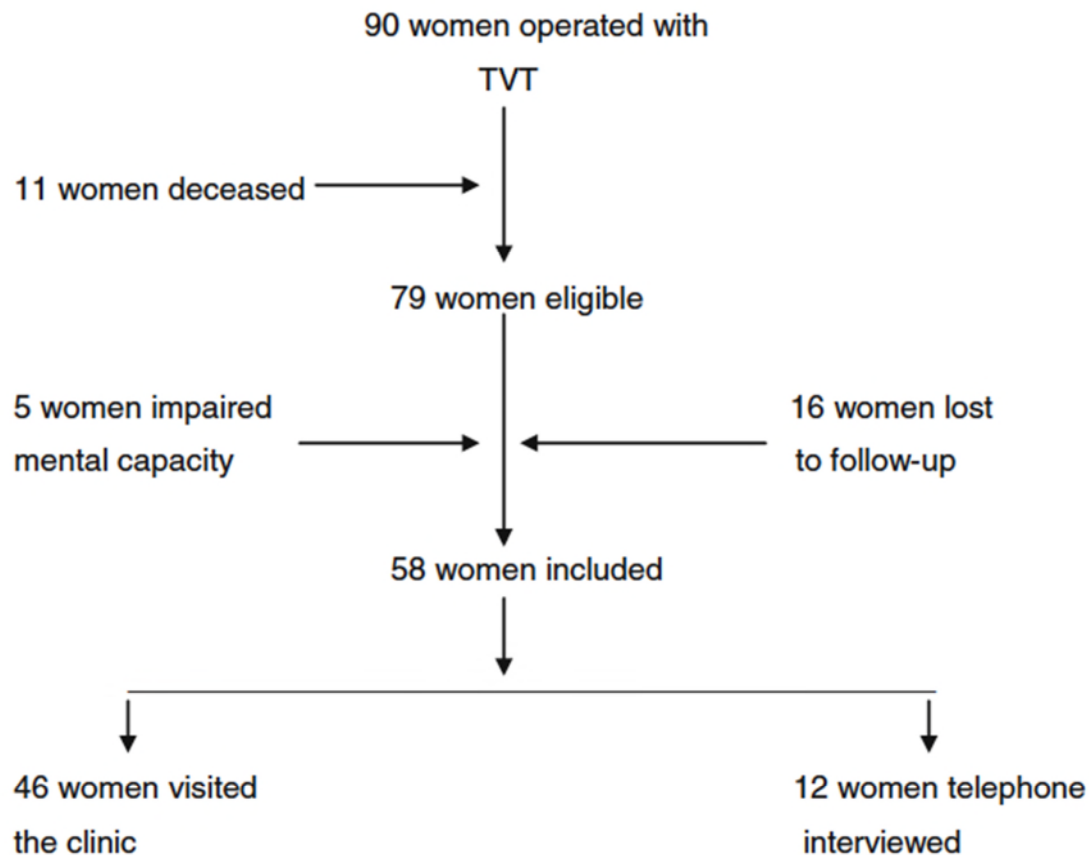 90 women operated with
TVT
11 women deceased
79 women eligible
5 women impaired
mental capacity
16 women lost
to follow-up
58 women included
46 women visited
the clinic
12 women telephone
interviewed